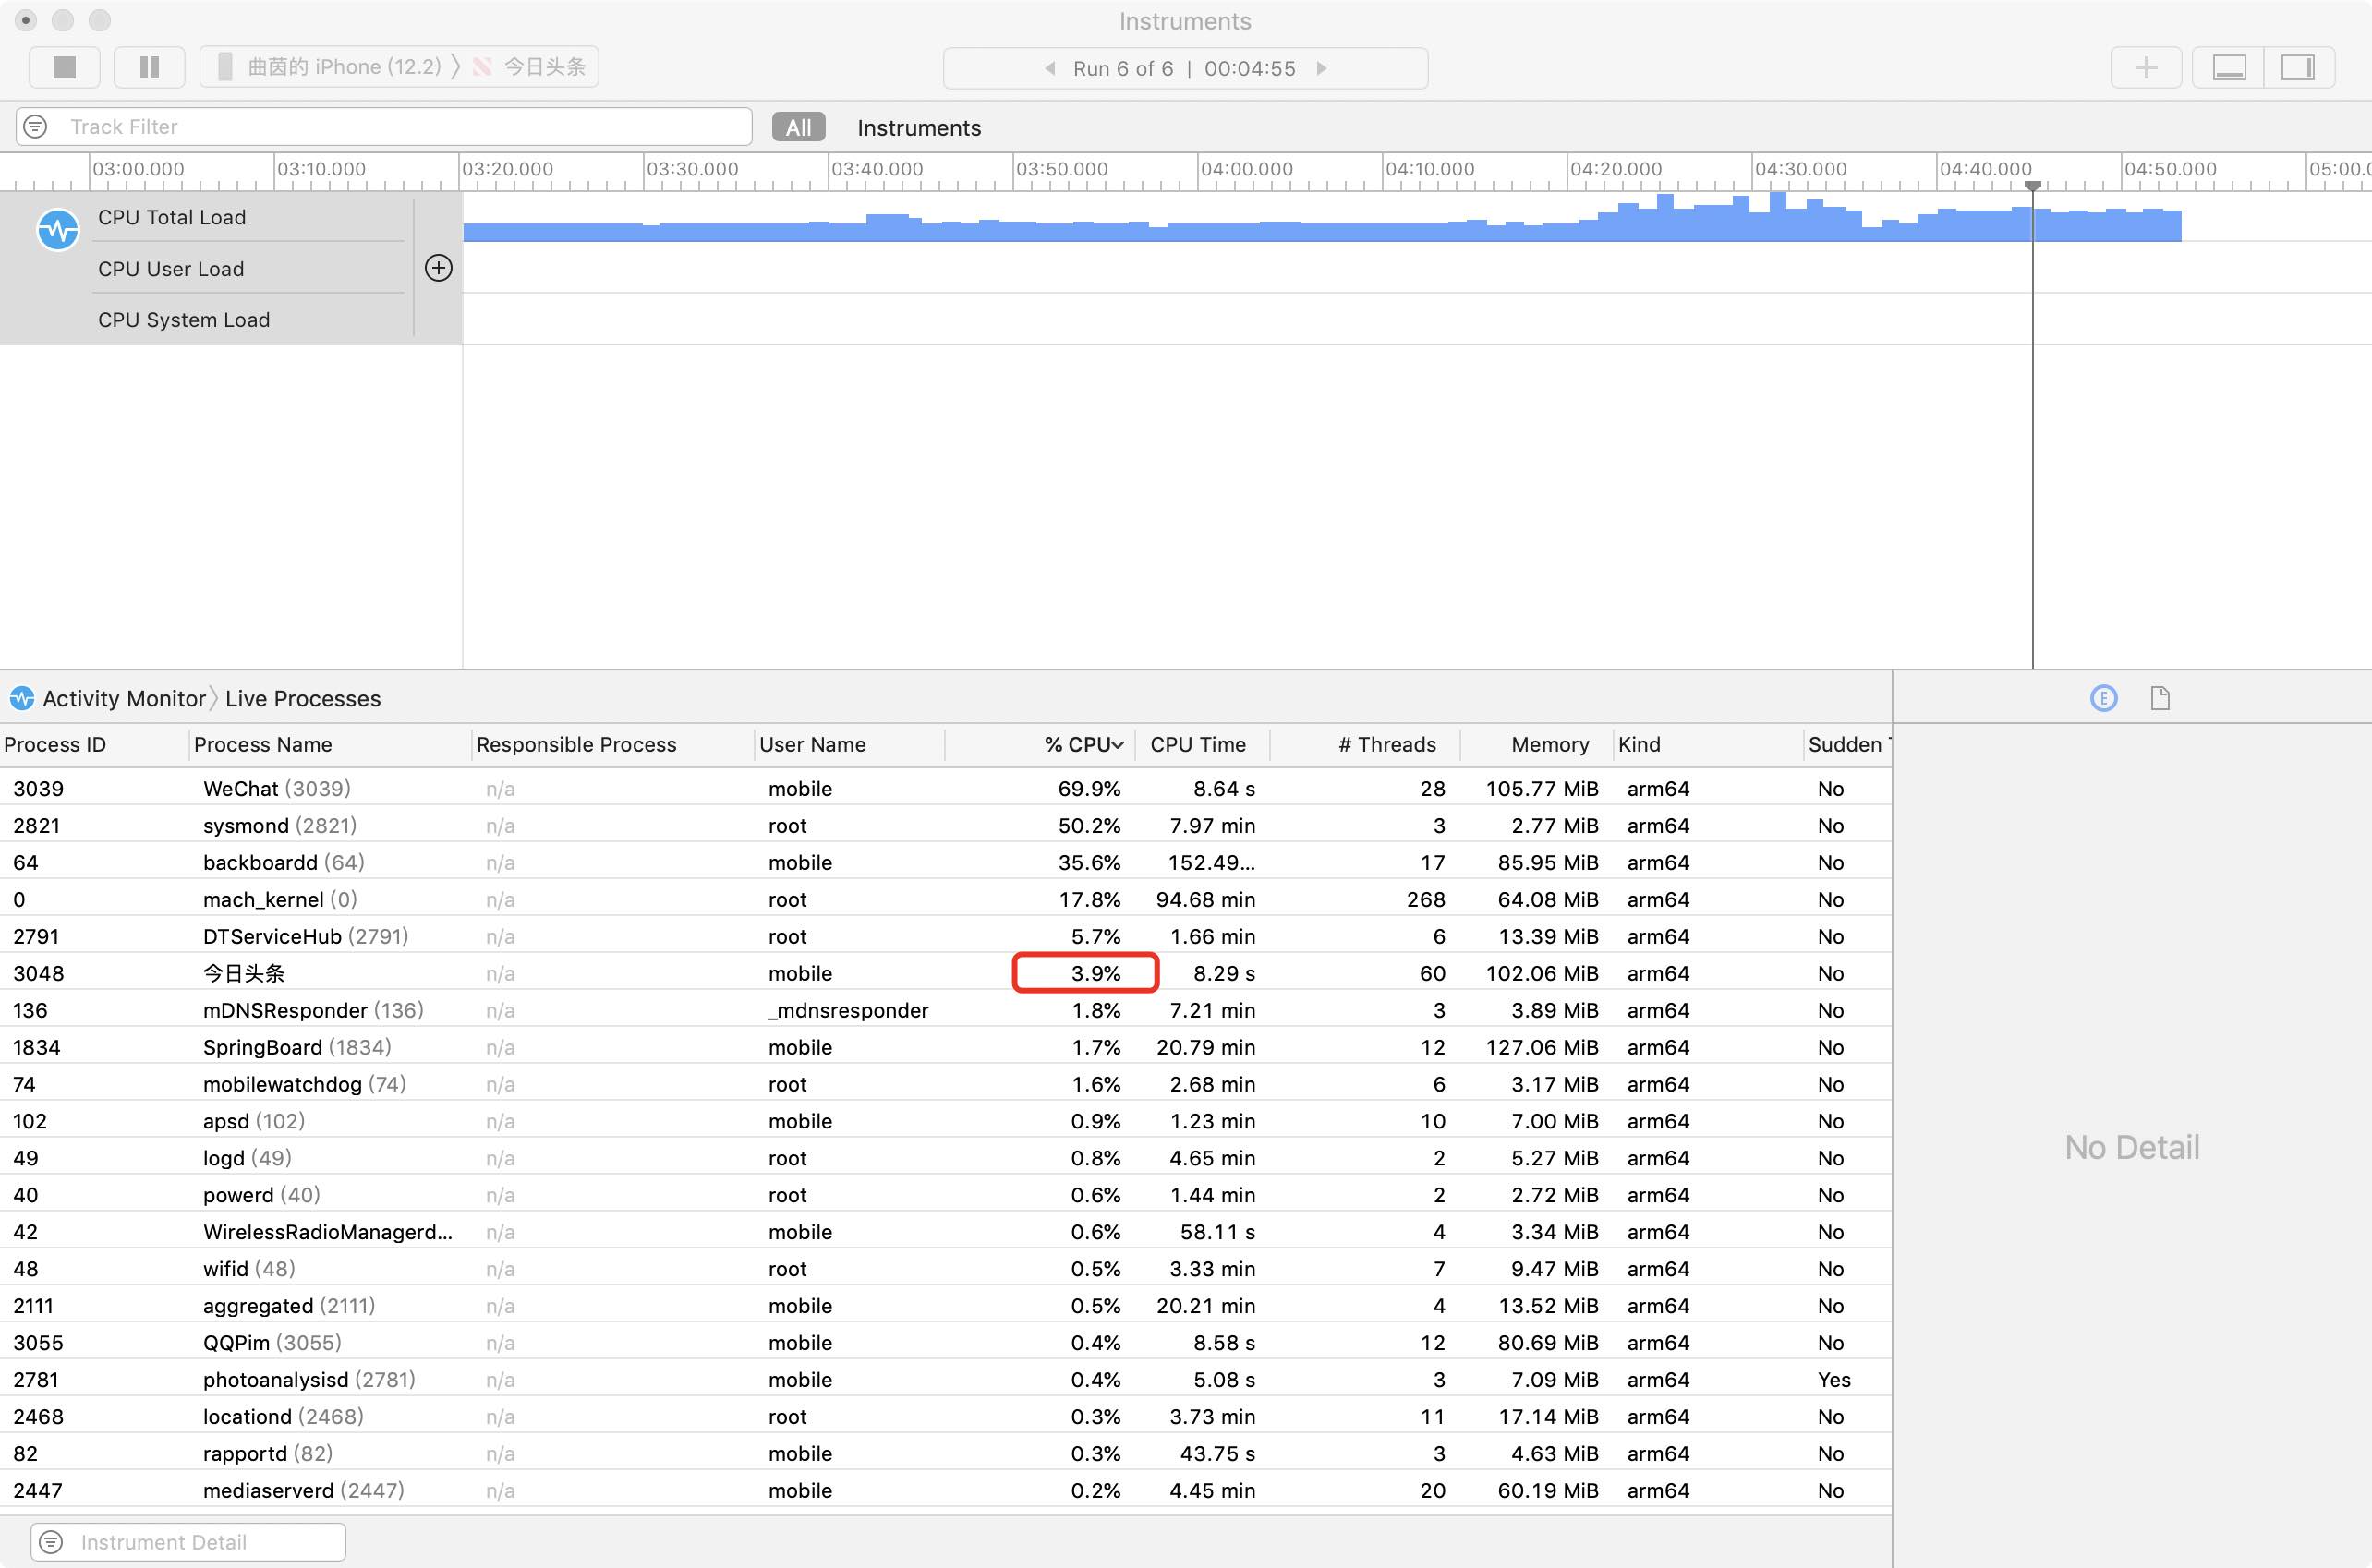 Instruments
曲茵的 iPhone (12.2) 〉 今日头条
Run 6 of 6 | 00:04:55
Track Filter All Instruments
03:00.000 03:10.000 03:20.000 03:30.000 03:40.000 03:50.000 04:00.000 04:10.000 04:20.000 04:30.000 04:40.000 04:50.000 05:00.0
CPU Total Load
CPU User Load
CPU System Load
Activity Monitor 〉 Live Processes
Process ID Process Name Responsible Process User Name % CPU CPU Time # Threads Memory Kind Sudden
3039 WeChat (3039) n/a mobile 69.9% 8.64 s 28 105.77 MiB arm64 No
2821 sysmond (2821) n/a root 50.2% 7.97 min 3 2.77 MiB arm64 No
64 backboardd (64) n/a mobile 35.6% 152.49... 17 85.95 MiB arm64 No
0 mach_kernel (0) n/a root 17.8% 94.68 min 268 64.08 MiB arm64 No
2791 DTServiceHub (2791) n/a root 5.7% 1.66 min 6 13.39 MiB arm64 No
3048 今日头条 n/a mobile 3.9% 8.29 s 60 102.06 MiB arm64 No
136 mDNSResponder (136) n/a _mdnsresponder 1.8% 7.21 min 3 3.89 MiB arm64 No
1834 SpringBoard (1834) n/a mobile 1.7% 20.79 min 12 127.06 MiB arm64 No
74 mobilewatchdog (74) n/a root 1.6% 2.68 min 6 3.17 MiB arm64 No
102 apsd (102) n/a mobile 0.9% 1.23 min 10 7.00 MiB arm64 No
49 logd (49) n/a root 0.8% 4.65 min 2 5.27 MiB arm64 No
40 powerd (40) n/a root 0.6% 1.44 min 2 2.72 MiB arm64 No
42 WirelessRadioManagerd... n/a mobile 0.6% 58.11 s 4 3.34 MiB arm64 No
48 wifid (48) n/a root 0.5% 3.33 min 7 9.47 MiB arm64 No
2111 aggregated (2111) n/a mobile 0.5% 20.21 min 4 13.52 MiB arm64 No
3055 QQPim (3055) n/a mobile 0.4% 8.58 s 12 80.69 MiB arm64 No
2781 photoanalysisd (2781) n/a mobile 0.4% 5.08 s 3 7.09 MiB arm64 Yes
2468 locationd (2468) n/a root 0.3% 3.73 min 11 17.14 MiB arm64 No
82 rapportd (82) n/a mobile 0.3% 43.75 s 3 4.63 MiB arm64 No
2447 mediaserverd (2447) n/a mobile 0.2% 4.45 min 20 60.19 MiB arm64 No
E
No Detail
Instrument Detail